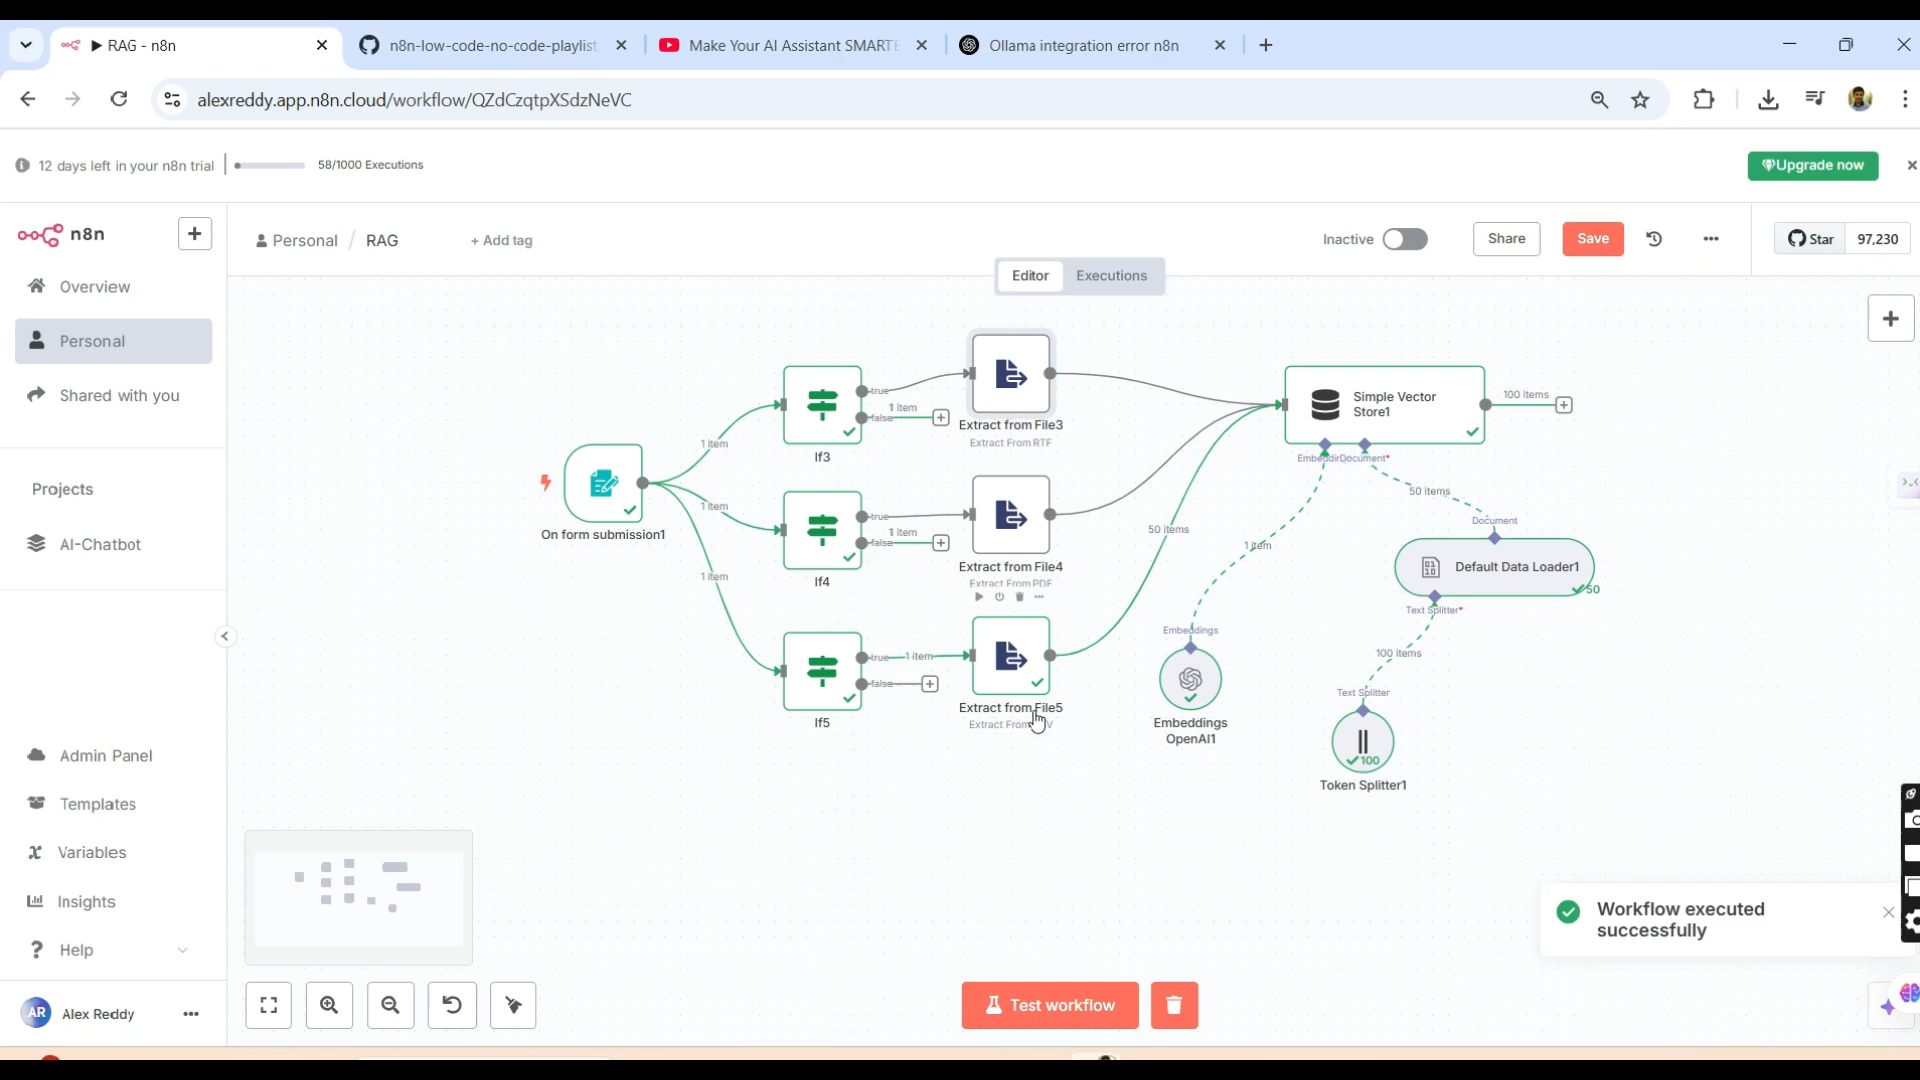 RAG - n8n
n8n-low-code-no-code-playlist
Make Your AI Assistant SMARTE
Ollama integration error n8n
alexreddy.app.n8n.cloud/workflow/QZdCzqtpXSdzNeVC
12 days left in your n8n trial
58/1000 Executions
Upgrade now
n8n
Personal / RAG
+ Add tag
Inactive
Share
Save
Star
97,230
Editor
Executions
Overview
Personal
Shared with you
Projects
AI-Chatbot
Admin Panel
Templates
Variables
Insights
Help
AR
Alex Reddy
On form submission1
1 item
1 item
1 item
true
false
1 item
If3
true
false
1 item
If4
true
1 item
false
If5
Extract from File3
Extract From RTF
Extract from File4
Extract From PDF
Extract from File5
50 items
Simple Vector
Store1
100 items
Document*
1 item
50 items
Document
Default Data Loader1
50
Text Splitter*
100 items
Embeddings
Embeddings
OpenAI1
Text Splitter
100
Token Splitter1
Workflow executed
successfully
Test workflow